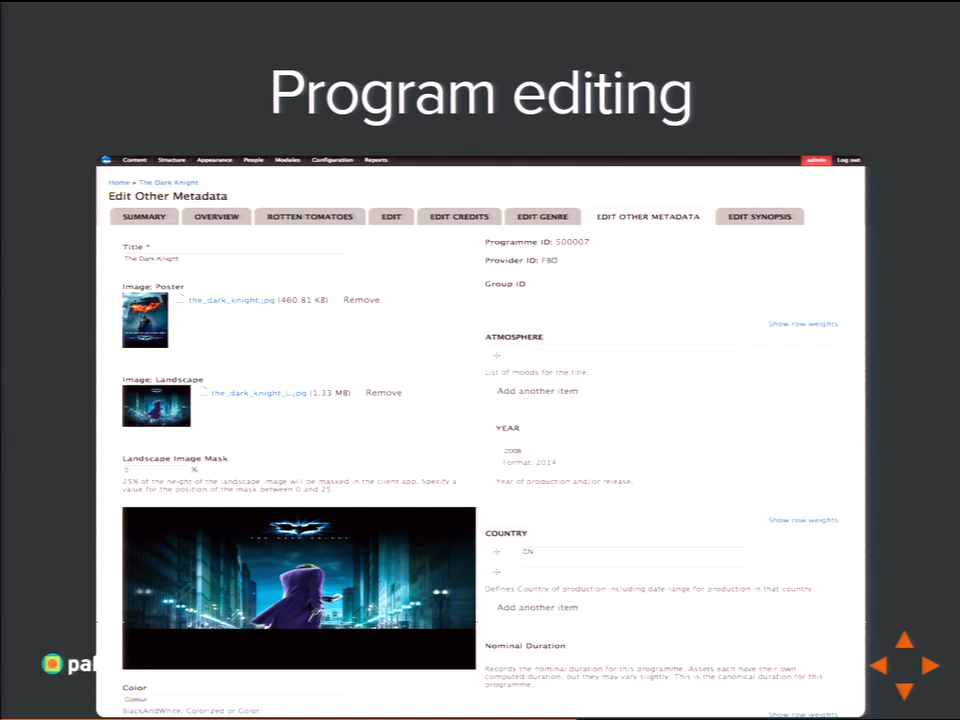 Program editing
Content Structure Appearance People Modules Configuration Reports admin Log out
Home » The Dark Knight
Edit Other Metadata
SUMMARY OVERVIEW ROTTEN TOMATOES EDIT EDIT CREDITS EDIT GENRE EDIT OTHER METADATA EDIT SYNOPSIS
Title *
The Dark Knight
Image: Poster
the_dark_knight.jpg (460.81 KB) Remove
Image: Landscape
the_dark_knight_L.jpg (1.33 MB) Remove
Landscape Image Mask
0 %
25% of the height of the landscape image will be masked in the client app. Specify a
value for the position of the mask between 0 and 25.
THE DARK KNIGHT
Color
Colour
BlackAndWhite, Colorized or Color.
Programme ID: 500007
Provider ID: FBO
Group ID
Show row weights
ATMOSPHERE
List of moods for the title.
Add another item
YEAR
2008
Format: 2014
Year of production and/or release.
Show row weights
COUNTRY
CN
Defines Country of production including date range for production in that country.
Add another item
Nominal Duration
Records the nominal duration for this programme. Assets each have their own
computed duration, but they may vary slightly. This is the canonical duration for this
programme.
Show row weights